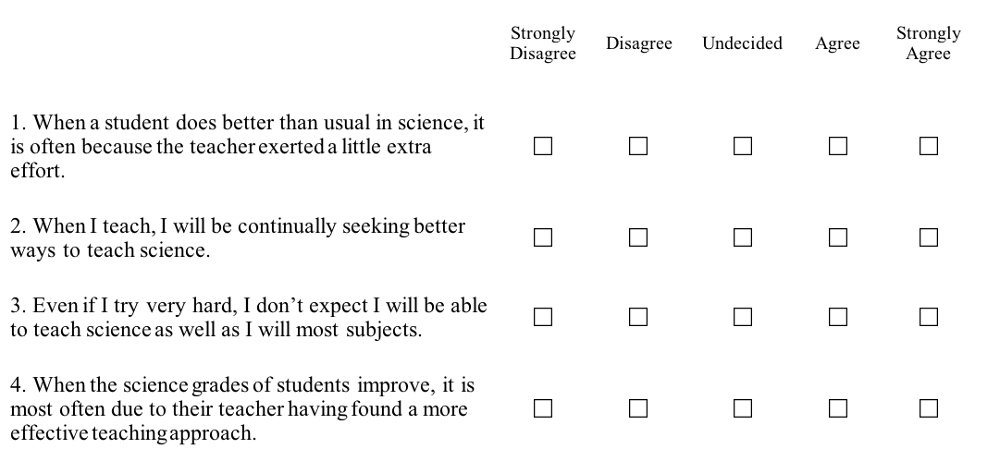 Strongly Disagree Disagree Undecided Agree Strongly Agree
1. When a student does better than usual in science, it
is often because the teacher exerted a little extra
effort.
2. When I teach, I will be continually seeking better
ways to teach science.
3. Even if I try very hard, I don't expect I will be able
to teach science as well as I will most subjects.
4. When the science grades of students improve, it is
most often due to their teacher having found a more
effective teaching approach.